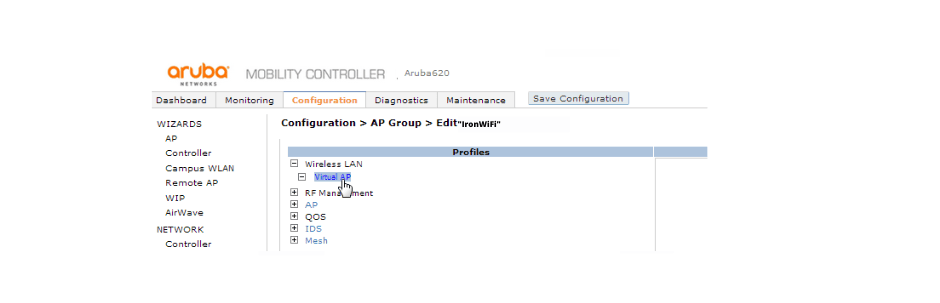 aruba NETWORKS MOBILITY CONTROLLER , Aruba620
Dashboard Monitoring Configuration Diagnostics Maintenance Save Configuration
WIZARDS
AP
Controller
Campus WLAN
Remote AP
WIP
AirWave
NETWORK
Controller
Configuration > AP Group > Edit"IronWiFi"
Profiles
Wireless LAN
Virtual AP
RF Management
AP
QOS
IDS
Mesh